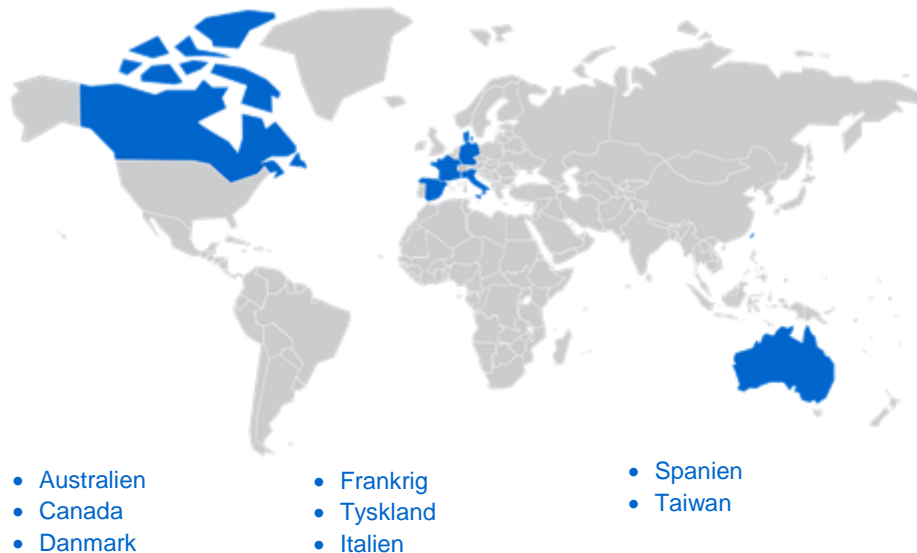 Australien
Canada
Danmark
Frankrig
Tyskland
Italien
Spanien
Taiwan